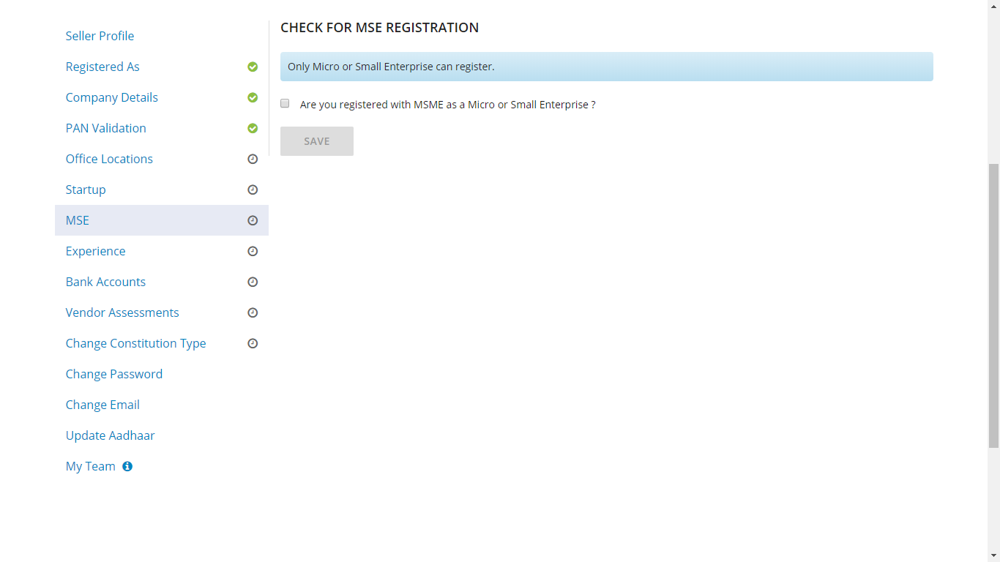 Seller Profile
Registered As
Company Details
PAN Validation
Office Locations
Startup
MSE
Experience
Bank Accounts
Vendor Assessments
Change Constitution Type
Change Password
Change Email
Update Aadhaar
My Team
CHECK FOR MSE REGISTRATION
Only Micro or Small Enterprise can register.
Are you registered with MSME as a Micro or Small Enterprise ?
SAVE